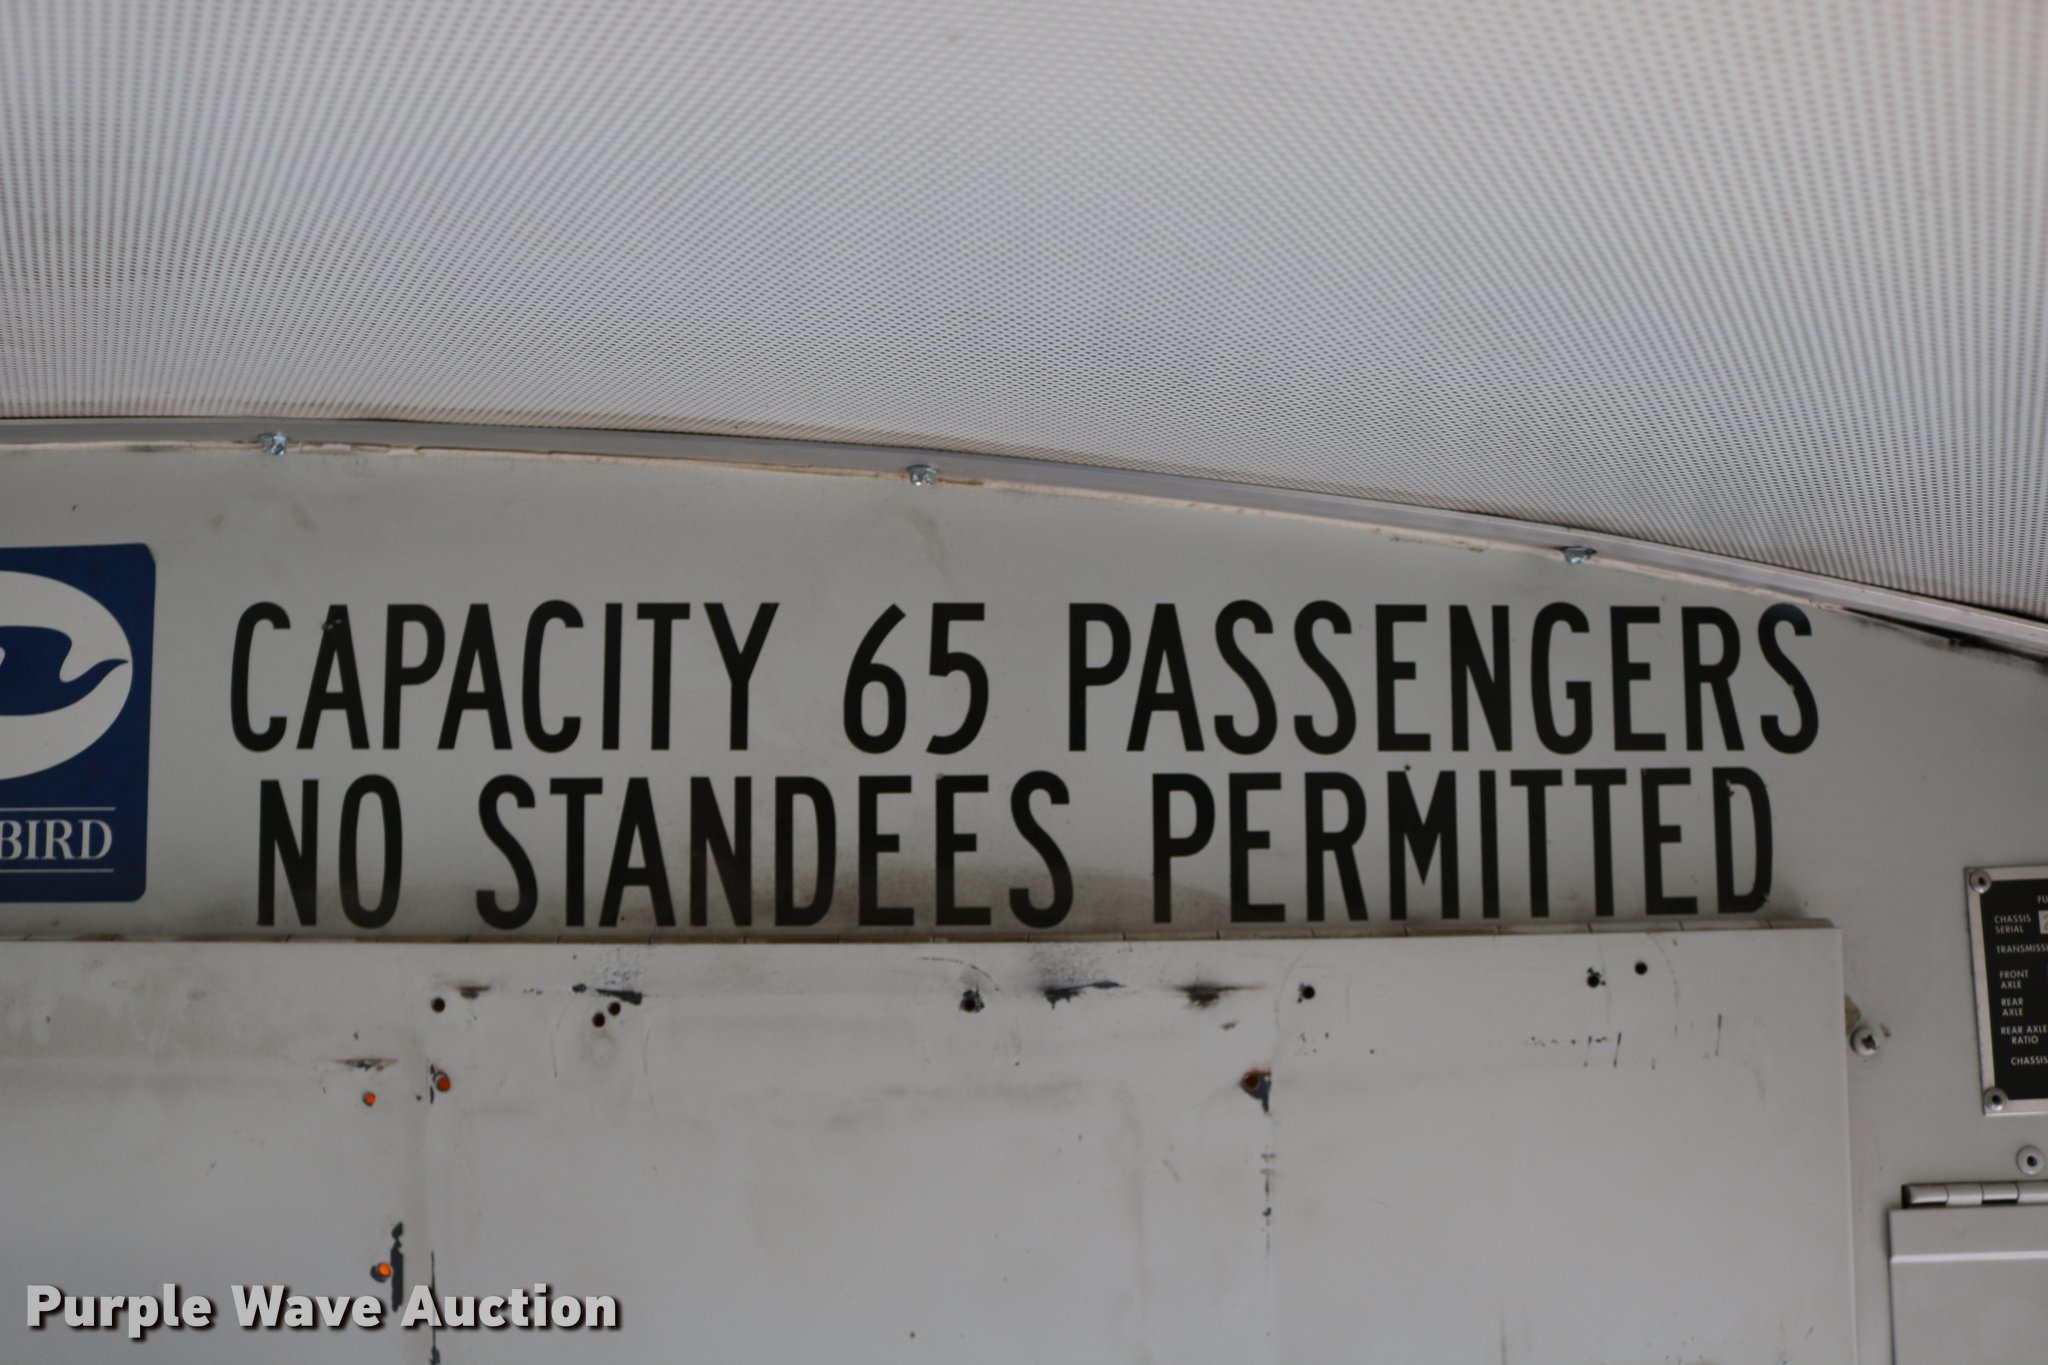 CAPACITY 65 PASSENGERS
NO STANDEES PERMITTED
BIRD
CHASSIS
SERIAL
FRONT
AXLE
REAR
AXLE
REAR AXLE
RATIO
CHASSIS
Purple Wave Auction